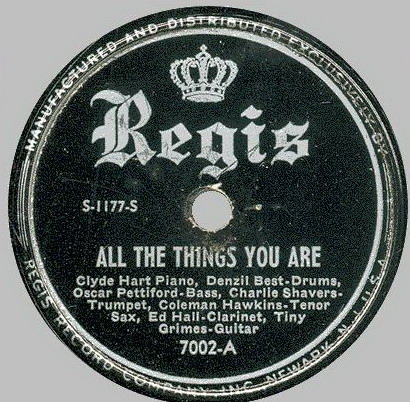 MANUFACTURED AND DISTRIBUTED EXCLUSIVELY BY
Regis
S-1177-S
ALL THE THINGS YOU ARE
Clyde Hart Piano, Denzil Best-Drums,
Oscar Pettiford-Bass, Charlie Shavers-
Trumpet, Coleman Hawkins-Tenor
Sax, Ed Hall-Clarinet, Tiny
Grimes-Guitar
7002-A
REGIS RECORD COMPANY, INC. NEWARK, N.J., U.S.A.